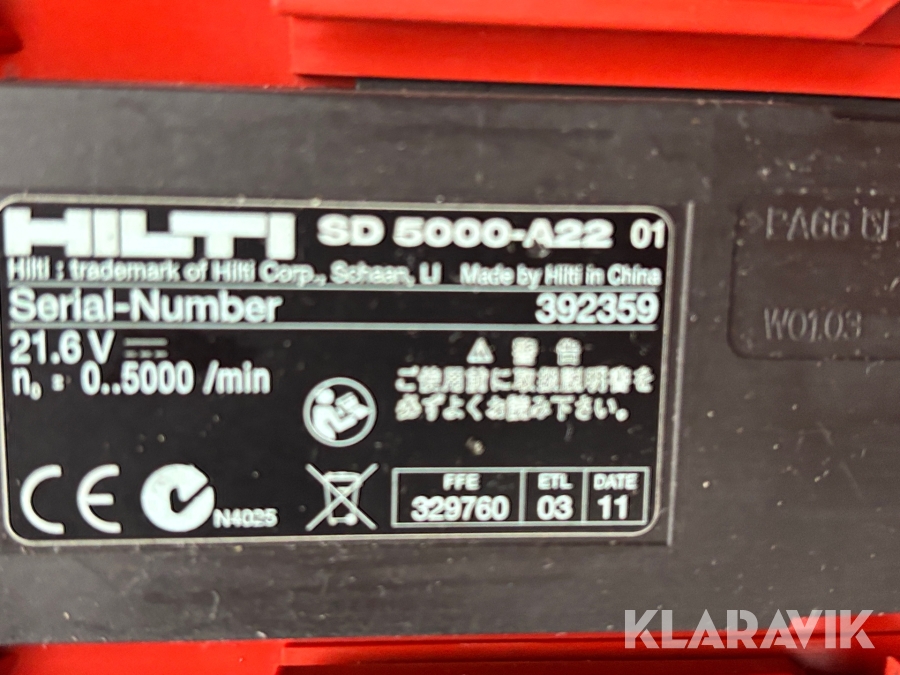 HILTI SD 5000-A22 01
Hilti : trademark of Hilti Corp., Schaan, LI Made by Hilti in China
Serial-Number 392359
21.6 V
n₀ = 0..5000 /min
警告
ご使用前に取扱説明書を
必ずよくお読み下さい。
CE N4025
FFE ETL DATE
329760 03 11
PA66
W0103
KLARAVIK